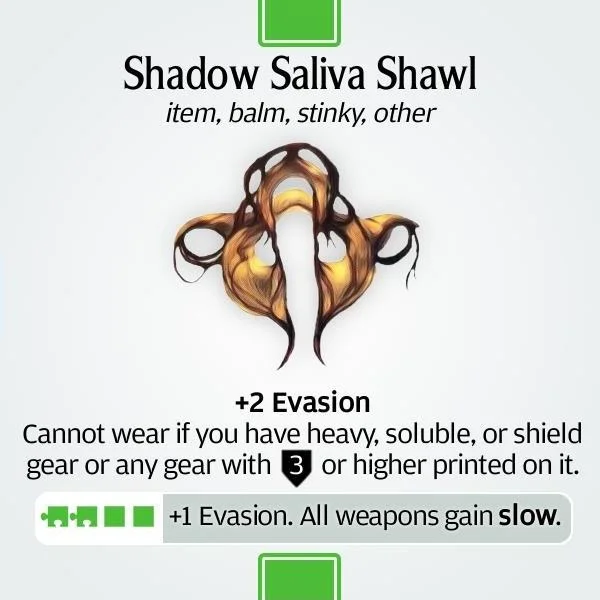 Shadow Saliva Shawl
item, balm, stinky, other
+2 Evasion
Cannot wear if you have heavy, soluble, or shield
gear or any gear with 3 or higher printed on it.
+1 Evasion. All weapons gain slow.